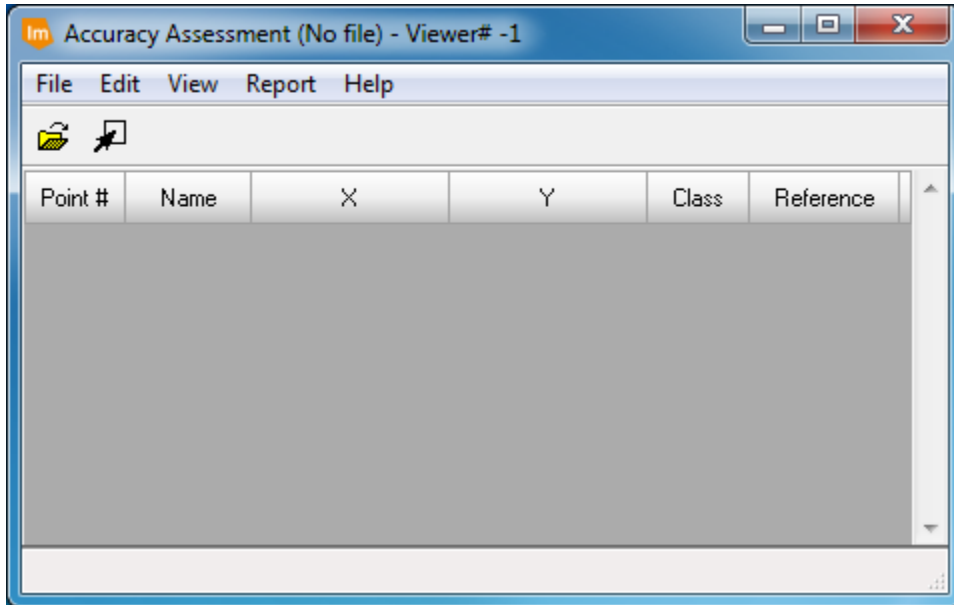 Im Accuracy Assessment (No file) - Viewer# -1
File Edit View Report Help
Point # Name X Y Class Reference